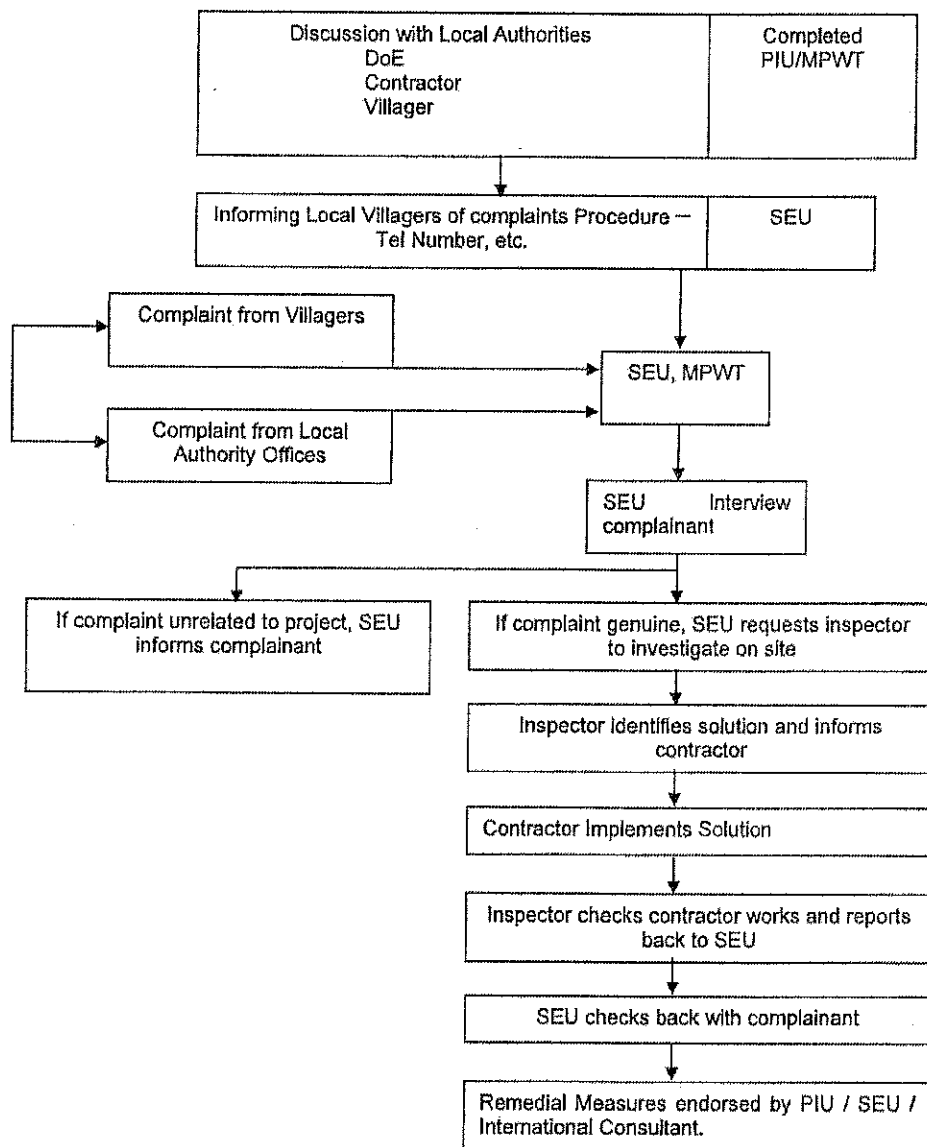 Discussion with Local Authorities
DoE
Contractor
Villager
Completed
PIU/MPWT
Informing Local Villagers of complaints Procedure –
Tel Number, etc.
SEU
Complaint from Villagers
SEU, MPWT
Complaint from Local
Authority Offices
SEU Interview
complainant
If complaint unrelated to project, SEU
informs complainant
If complaint genuine, SEU requests inspector
to investigate on site
Inspector identifies solution and informs
contractor
Contractor Implements Solution
Inspector checks contractor works and reports
back to SEU
SEU checks back with complainant
Remedial Measures endorsed by PIU / SEU /
International Consultant.